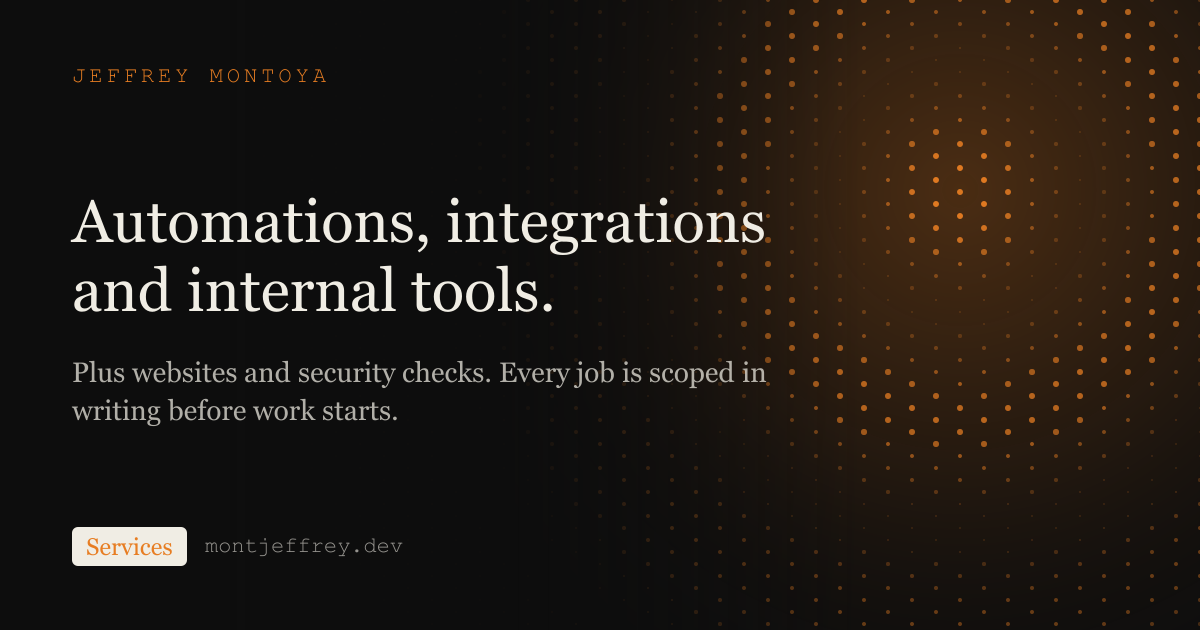 JEFFREY MONTOYA
Automations, integrations
and internal tools.
Plus websites and security checks. Every job is scoped in
writing before work starts.
Services
montjeffrey.dev